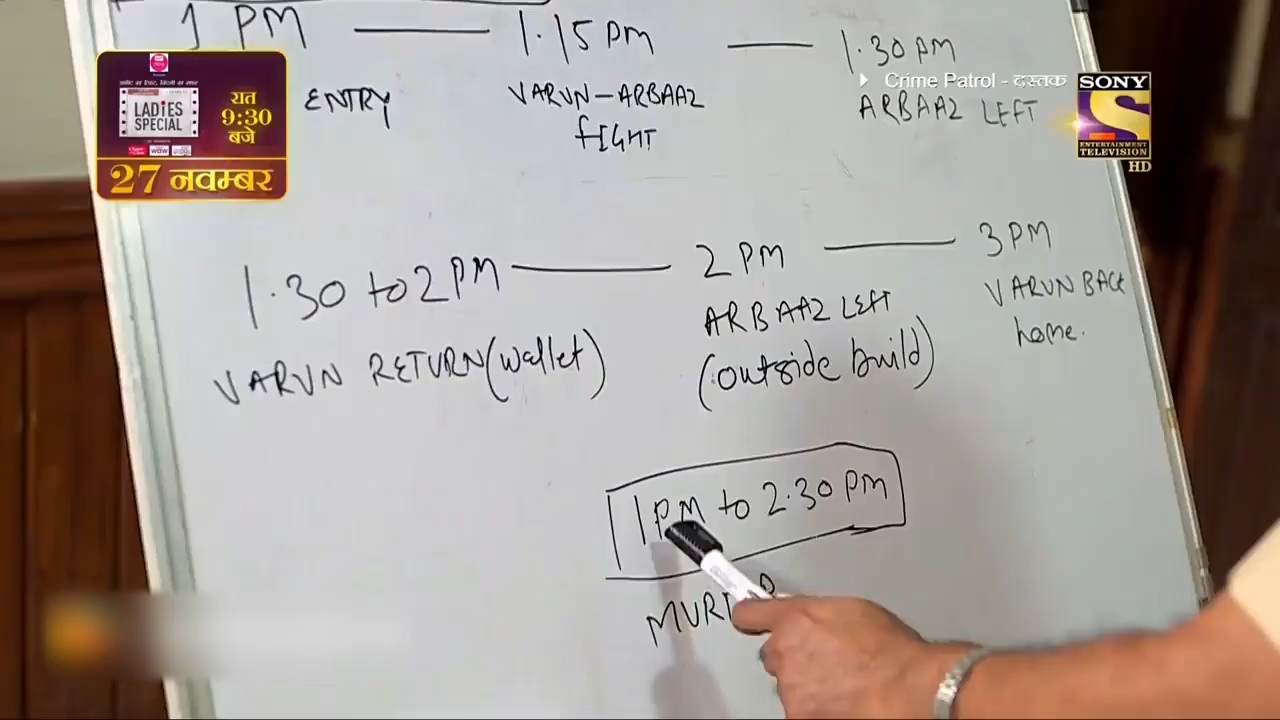 1 PM — 1.15 PM — 1.30 PM
ENTRY VARUN-ARBAAZ FIGHT ARBAAZ LEFT
1.30 to 2 PM — 2 PM — 3 PM
VARUN RETURN (wallet) ARBAAZ LEFT (outside build) VARUN BACK home.
1 PM to 2.30 PM
MURD
LADIES
SPECIAL
रात
9:30
बजे
27 नवम्बर
Crime Patrol - दस्तक
SONY
ENTERTAINMENT
TELEVISION
HD